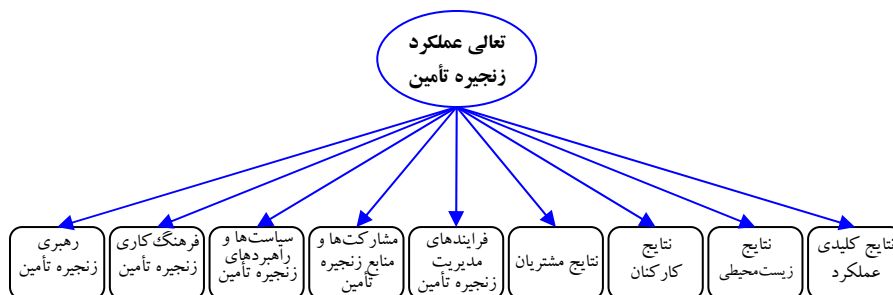 تعالی عملکرد
زنجیره تأمین
نتایج کلیدی
عملکرد
نتایج
زیست‌محیطی
نتایج
کارکنان
نتایج مشتریان
فرایندهای
مدیریت
زنجیره تأمین
مشارکت‌ها و
منابع زنجیره
تأمین
سیاست‌ها و
راهبردهای
زنجیره تأمین
فرهنگ‌کاری
زنجیره تأمین
رهبری
زنجیره تأمین